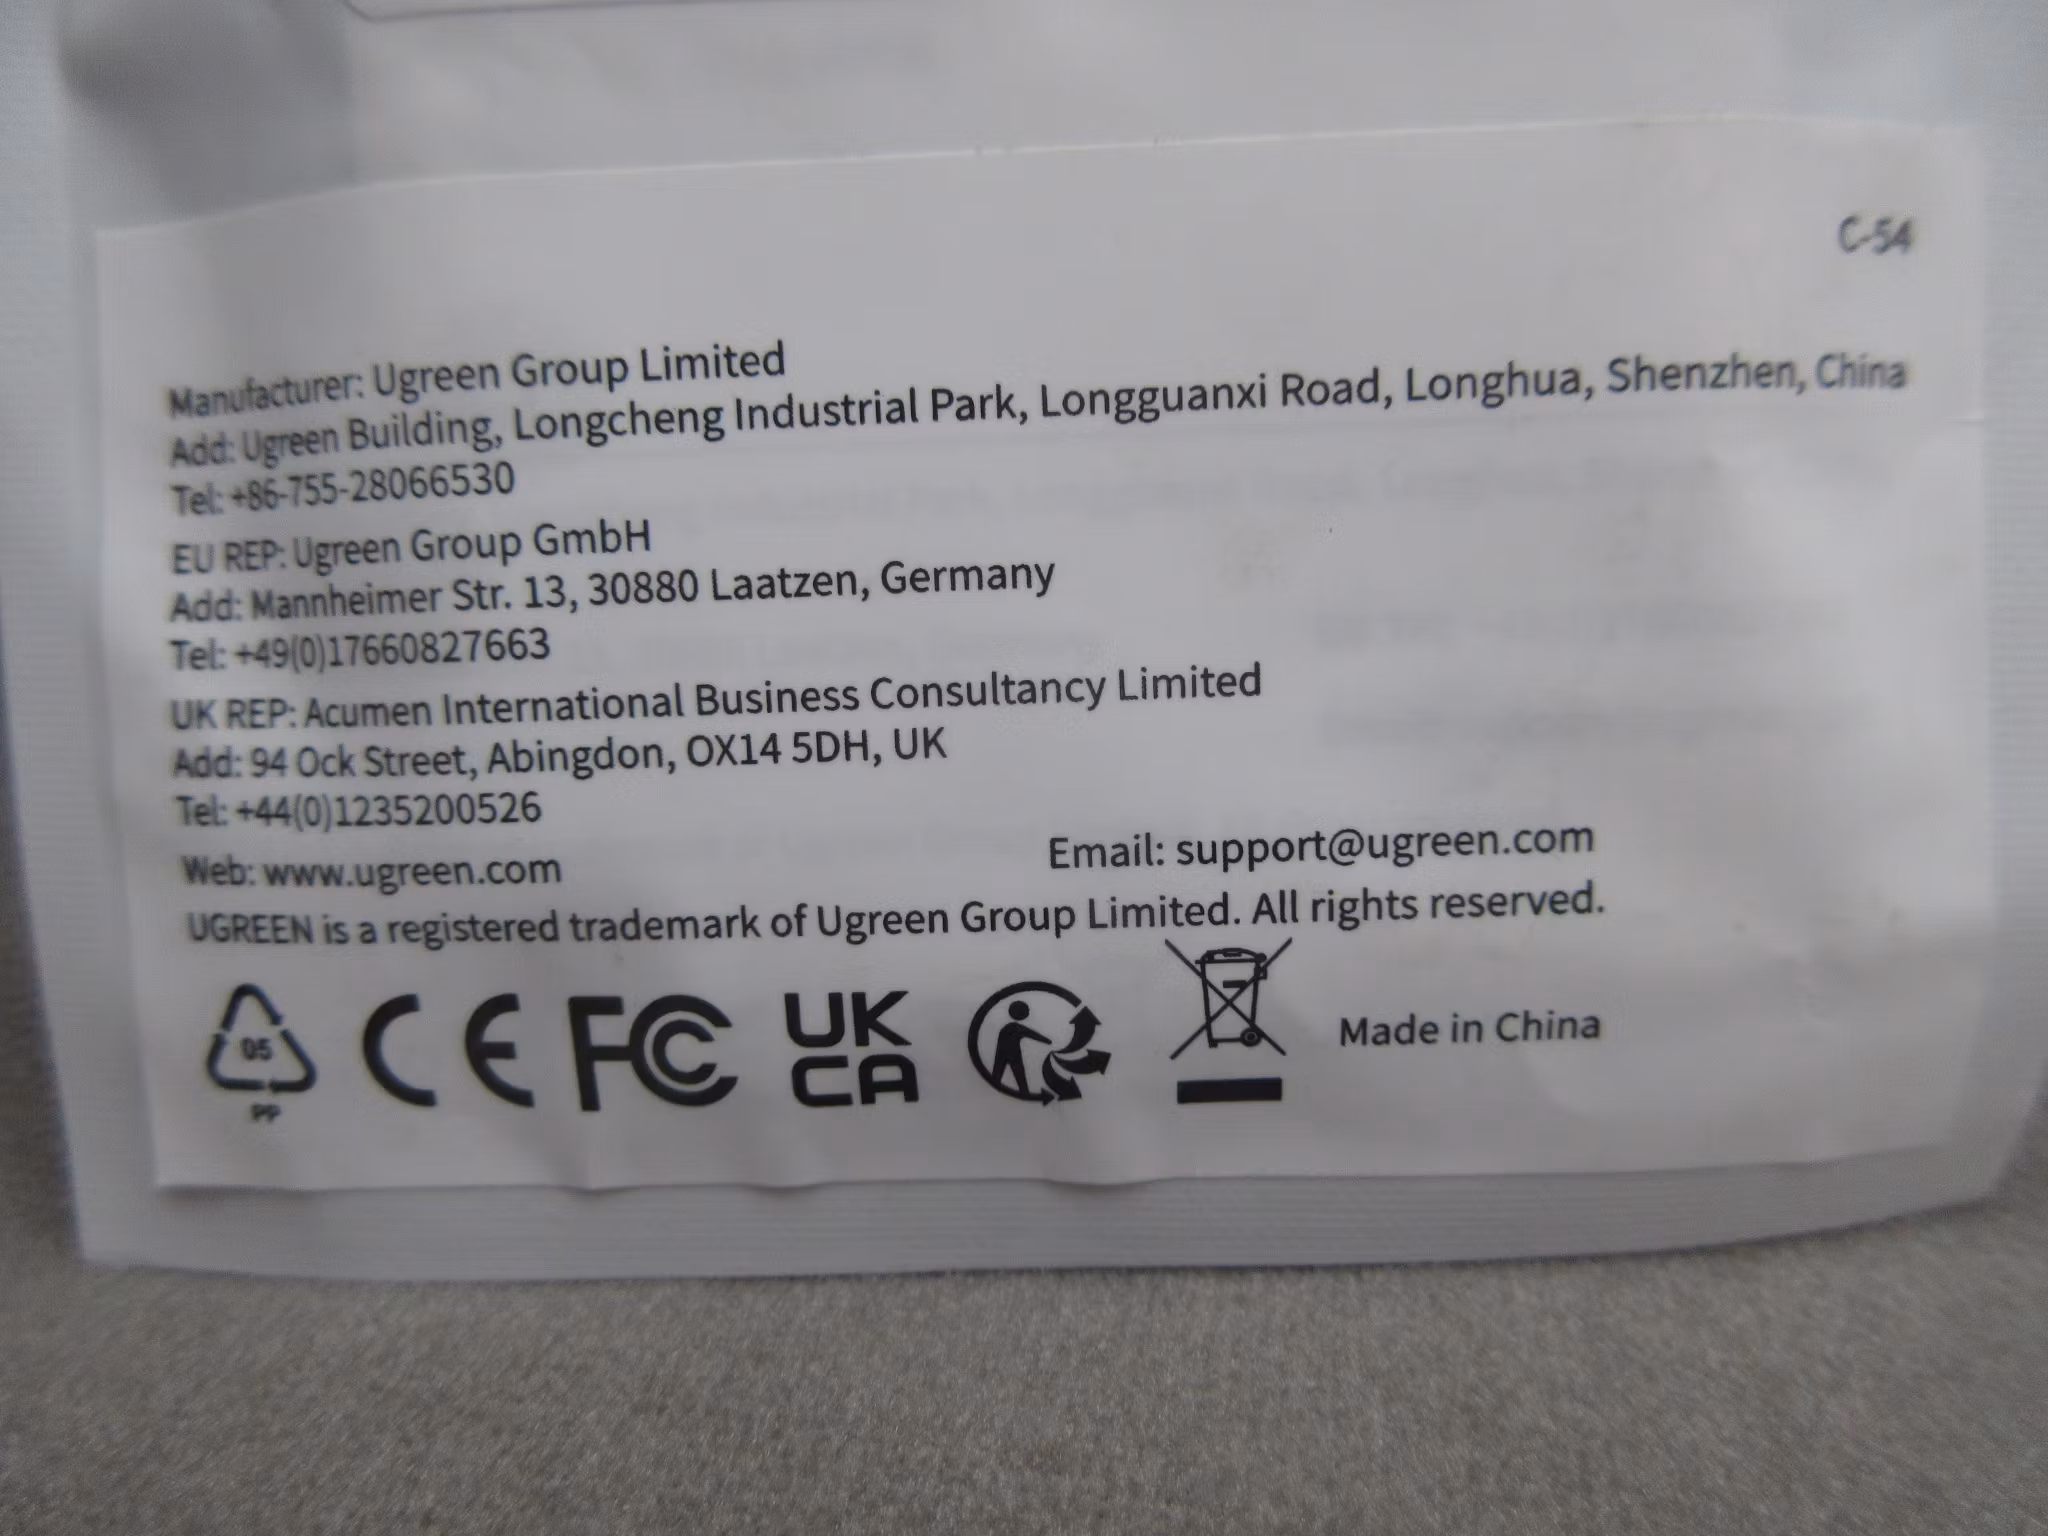 C-54
Manufacturer: Ugreen Group Limited
Add: Ugreen Building, Longcheng Industrial Park, Longguanxi Road, Longhua, Shenzhen, China
Tel: +86-755-28066530
EU REP: Ugreen Group GmbH
Add: Mannheimer Str. 13, 30880 Laatzen, Germany
Tel: +49(0)17660827663
UK REP: Acumen International Business Consultancy Limited
Add: 94 Ock Street, Abingdon, OX14 5DH, UK
Tel: +44(0)1235200526
Web: www.ugreen.com Email: support@ugreen.com
UGREEN is a registered trademark of Ugreen Group Limited. All rights reserved.
05
PP
CE FC UK
CA
Made in China